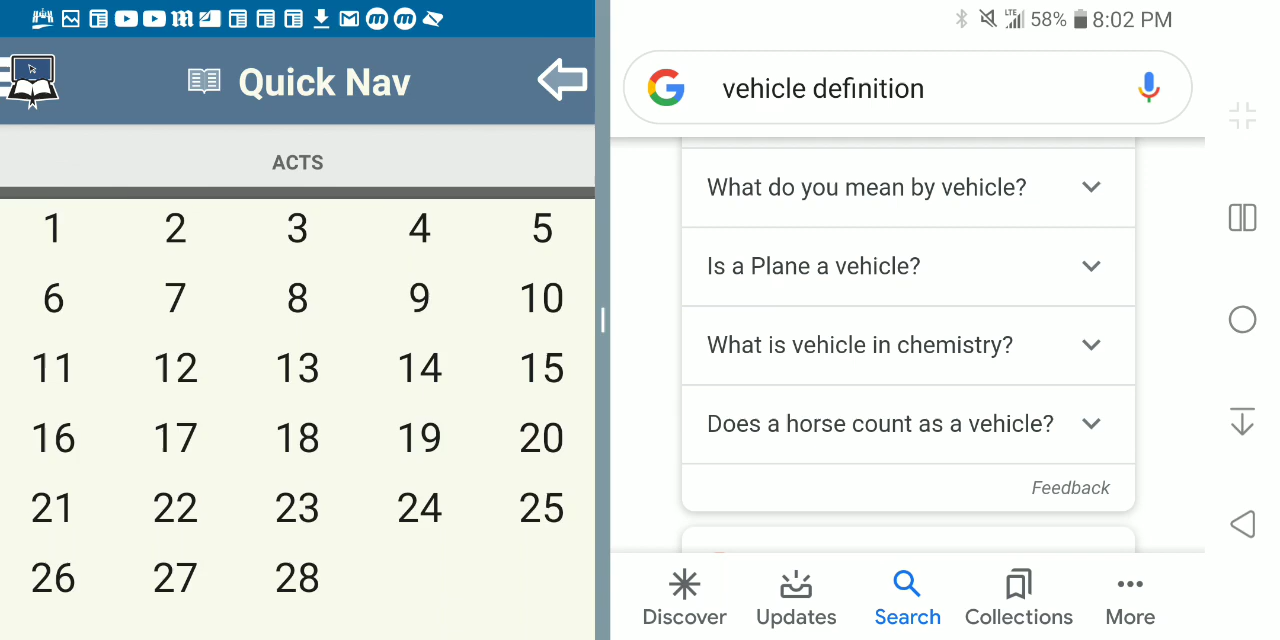 Quick Nav
ACTS
1 2 3 4 5
6 7 8 9 10
11 12 13 14 15
16 17 18 19 20
21 22 23 24 25
26 27 28
LTE 58% 8:02 PM
vehicle definition
What do you mean by vehicle?
Is a Plane a vehicle?
What is vehicle in chemistry?
Does a horse count as a vehicle?
Feedback
Discover Updates Search Collections More